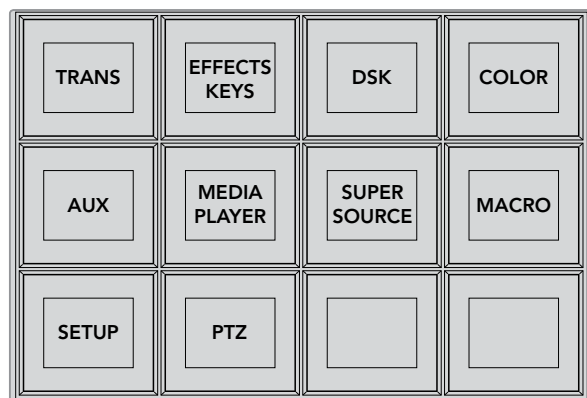 TRANS
EFFECTS
KEYS
DSK
COLOR
AUX
MEDIA
PLAYER
SUPER
SOURCE
MACRO
SETUP
PTZ